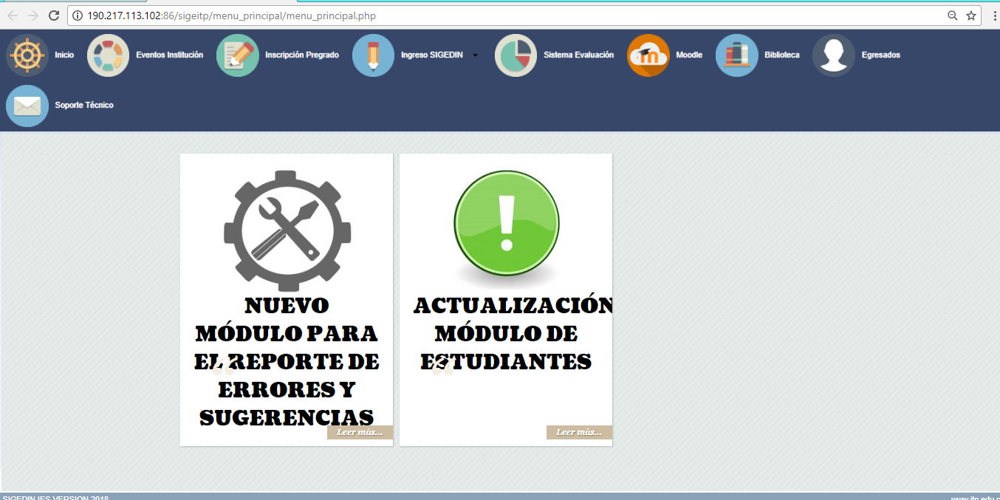 190.217.113.102:86/sigeitp/menu_principal/menu_principal.php
Inicio
Eventos Institución
Inscripción Pregrado
Ingreso SIGEDIN
Sistema Evaluación
Moodle
Biblioteca
Egresados
Soporte Técnico
NUEVO
MÓDULO PARA
EL REPORTE DE
ERRORES Y
SUGERENCIAS
Leer más...
ACTUALIZACIÓN
MÓDULO DE
ESTUDIANTES
Leer más...
SIGEDIN IES VERSION 2018
www.itp.edu.c